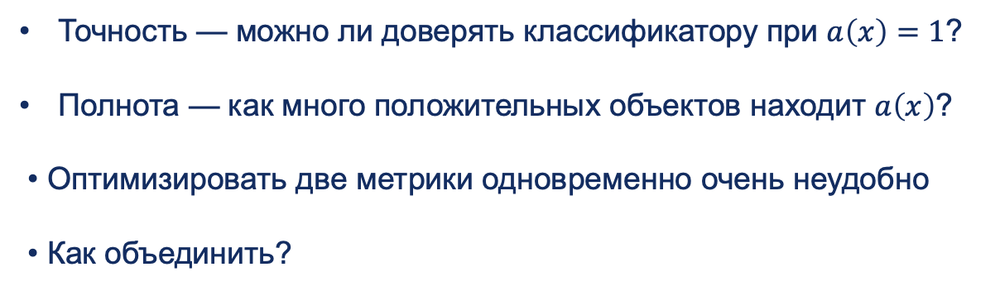 • Точность — можно ли доверять классификатору при a(x) = 1?
• Полнота — как много положительных объектов находит a(x)?
• Оптимизировать две метрики одновременно очень неудобно
• Как объединить?